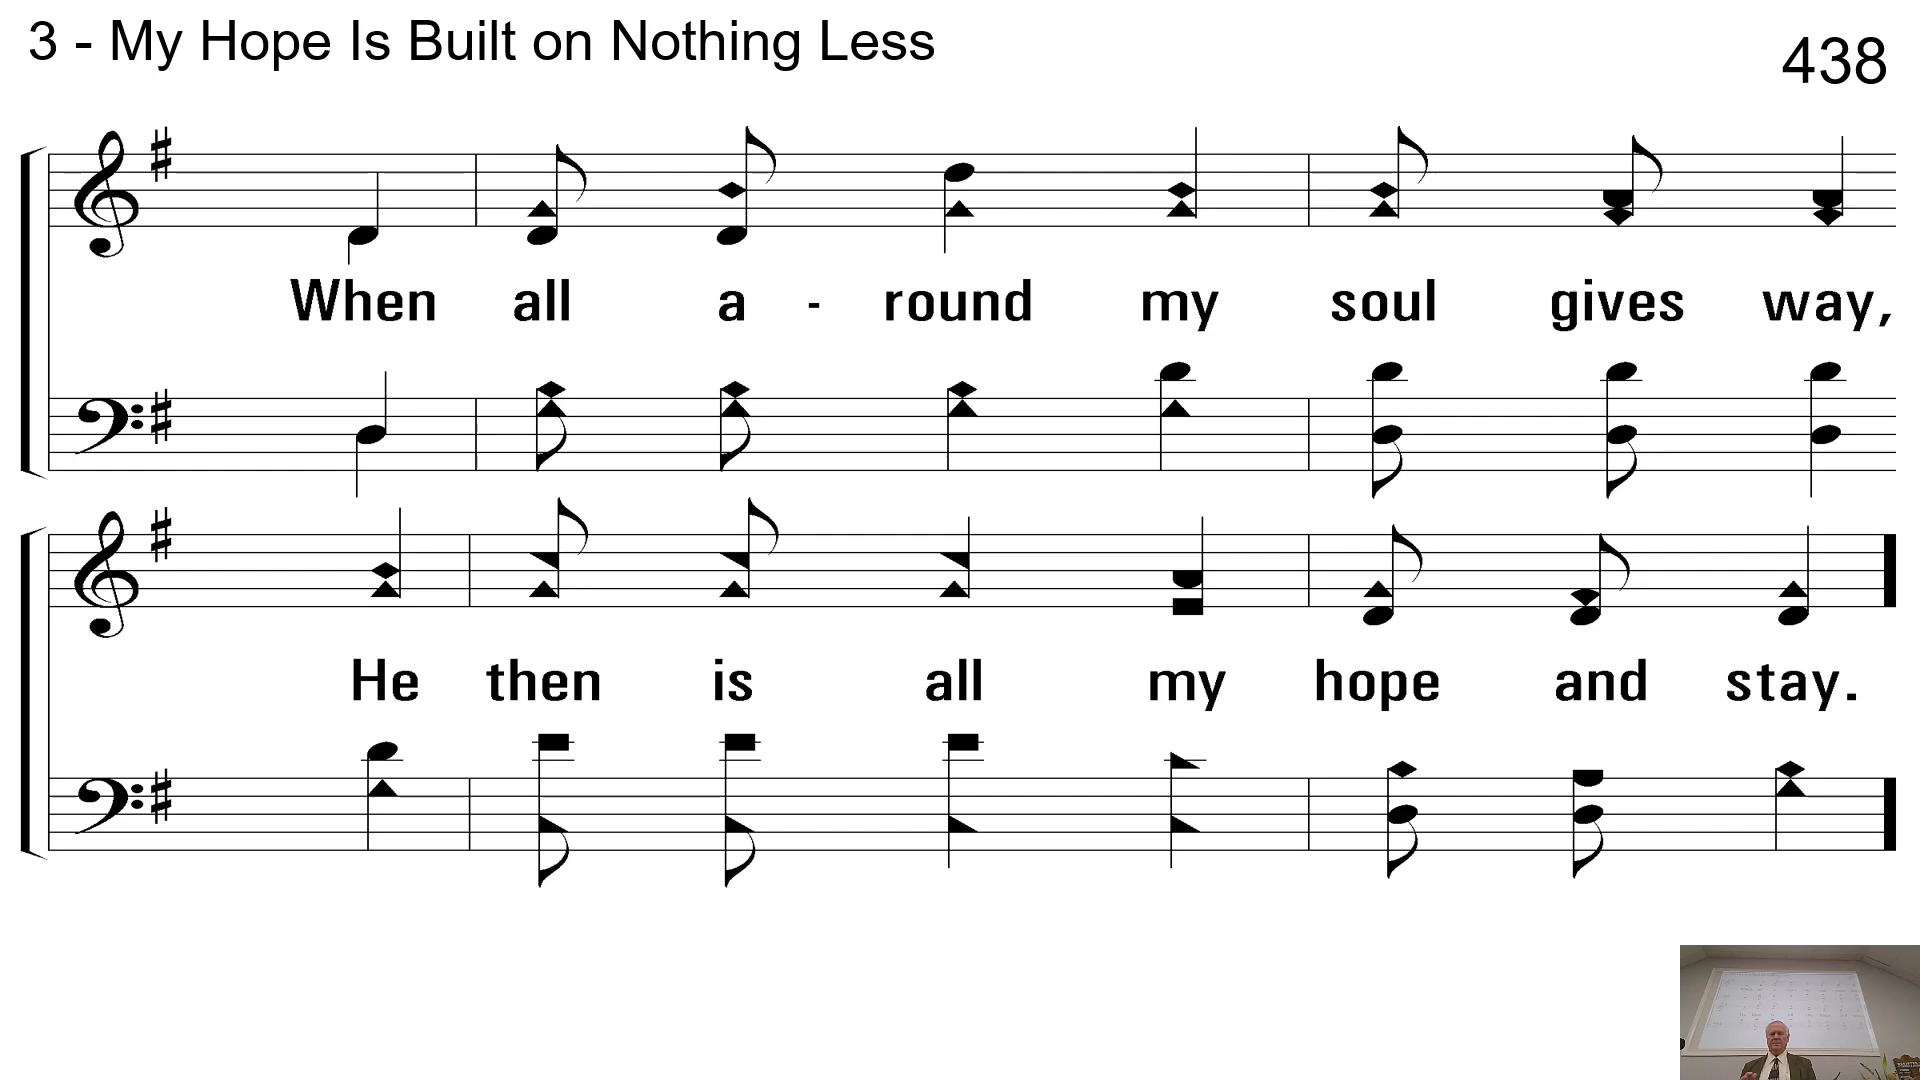 3 - My Hope Is Built on Nothing Less
438
When all a - round my soul gives way,
He then is all my hope and stay.